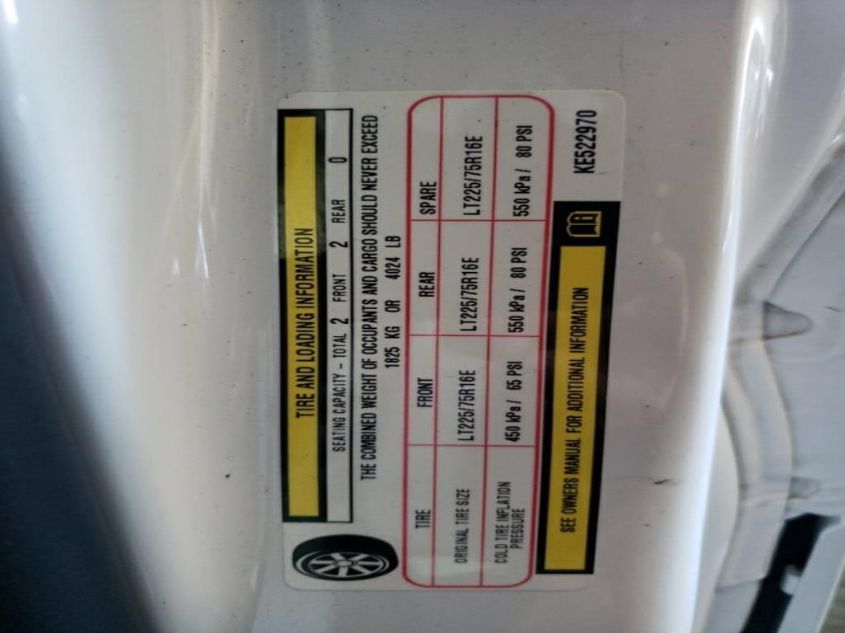 TIRE AND LOADING INFORMATION
SEATING CAPACITY – TOTAL 2 FRONT 2 REAR 0
THE COMBINED WEIGHT OF OCCUPANTS AND CARGO SHOULD NEVER EXCEED
1825 KG OR 4024 LB
TIRE FRONT REAR SPARE
ORIGINAL TIRE SIZE LT225/75R16E LT225/75R16E LT225/75R16E
COLD TIRE INFLATION
PRESSURE 450 kPa / 65 PSI 550 kPa / 80 PSI 550 kPa / 80 PSI
SEE OWNERS MANUAL FOR ADDITIONAL INFORMATION
KE522970